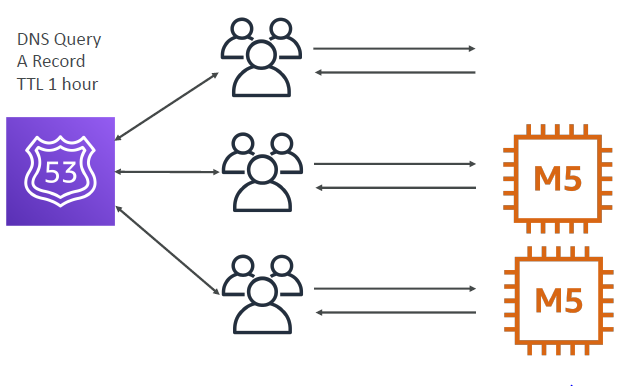 DNS Query
A Record
TTL 1 hour
53
M5
M5